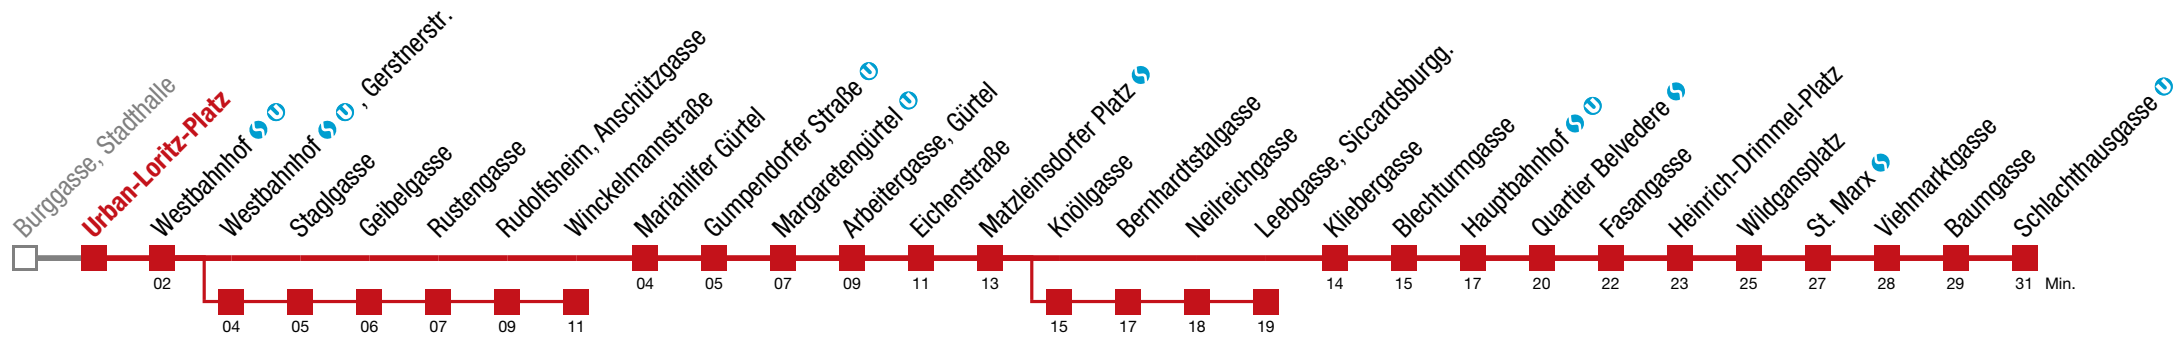 Burggasse, Stadthalle
Urban-Loritz-Platz
Westbahnhof S U
Westbahnhof S U , Gerstnerstr.
Staglgasse
Geibelgasse
Rustengasse
Rudolfsheim, Anschützgasse
Winckelmannstraße
Mariahilfer Gürtel
Gumpendorfer Straße U
Margaretengürtel U
Arbeitergasse, Gürtel
Eichenstraße
Matzleinsdorfer Platz S
Knöllgasse
Bernhardtstalgasse
Neilreichgasse
Leebgasse, Siccardsburgg.
Kliebergasse
Blechturmgasse
Hauptbahnhof S U
Quartier Belvedere S
Fasangasse
Heinrich-Drimmel-Platz
Wildgansplatz
St. Marx S
Viehmarktgasse
Baumgasse
Schlachthausgasse U
02 04 05 07 09 11 13 14 15 17 20 22 23 25 27 28 29 31 Min.
04 05 06 07 09 11 15 17 18 19